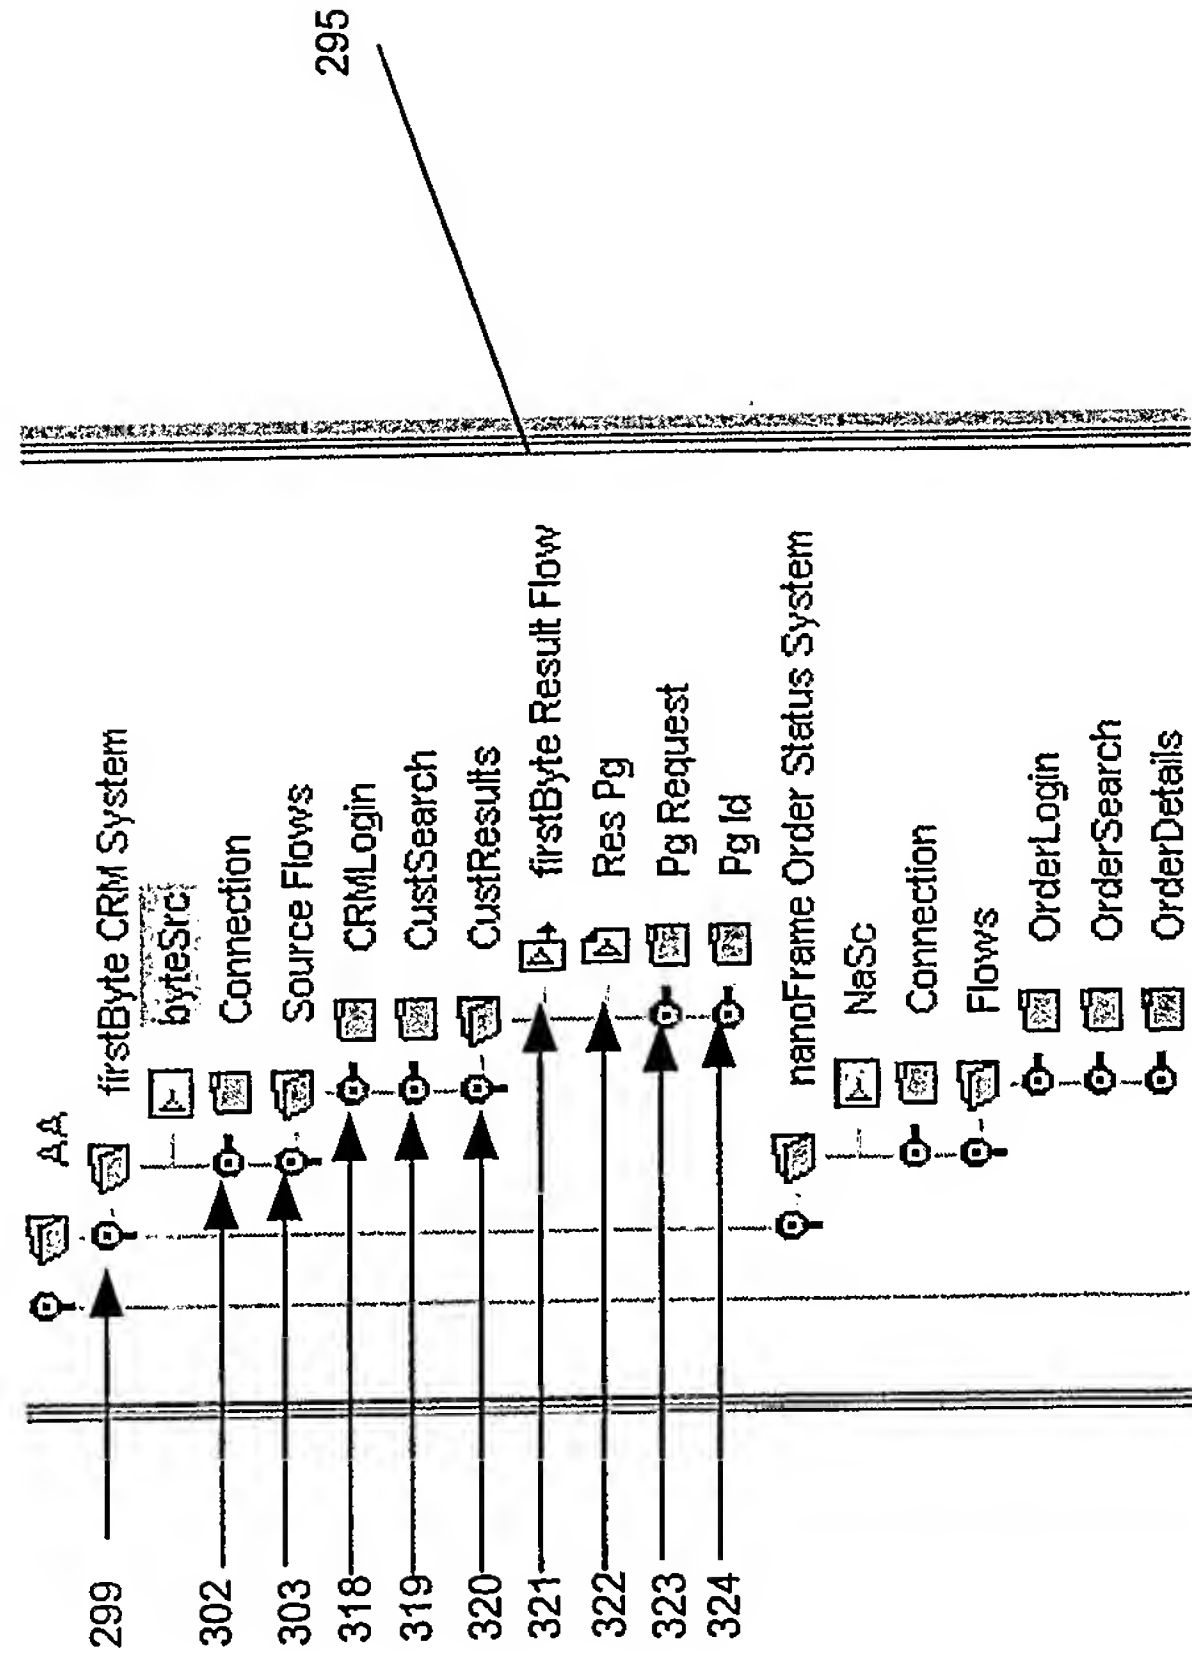 295
AA
299 firstByte CRM System
byteSrc
302 Connection
303 Source Flows
318 CRMLogin
319 CustSearch
320 CustResults
321 firstByte Result Flow
322 Res Pg
323 Pg Request
324 Pg Id
nanoFrame Order Status System
NaSc
Connection
Flows
OrderLogin
OrderSearch
OrderDetails